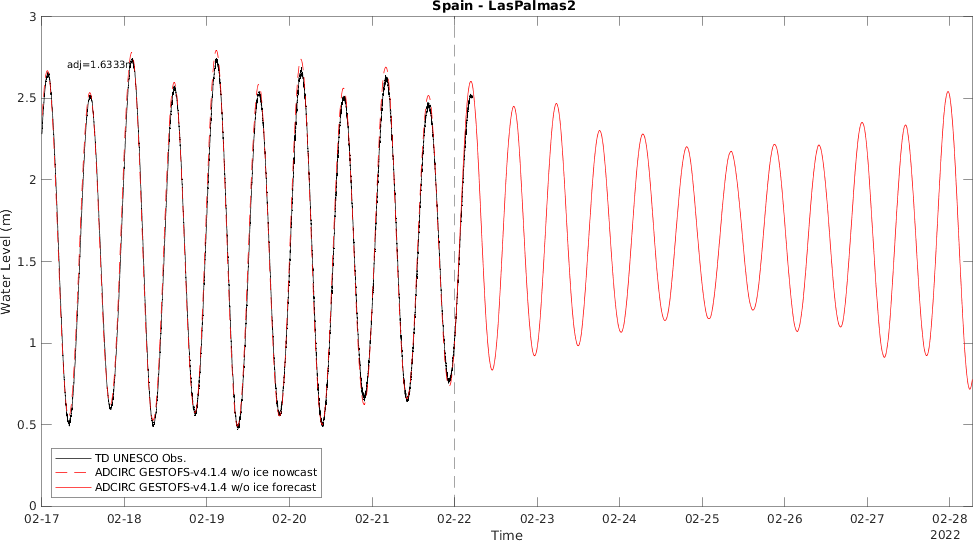 Spain - LasPalmas2
3
2.5
2
1.5
1
0.5
0
Water Level (m)
adj=1.6333m
TD UNESCO Obs.
ADCIRC GESTOFS-v4.1.4 w/o ice nowcast
ADCIRC GESTOFS-v4.1.4 w/o ice forecast
02-17 02-18 02-19 02-20 02-21 02-22 02-23 02-24 02-25 02-26 02-27 02-28
Time
2022